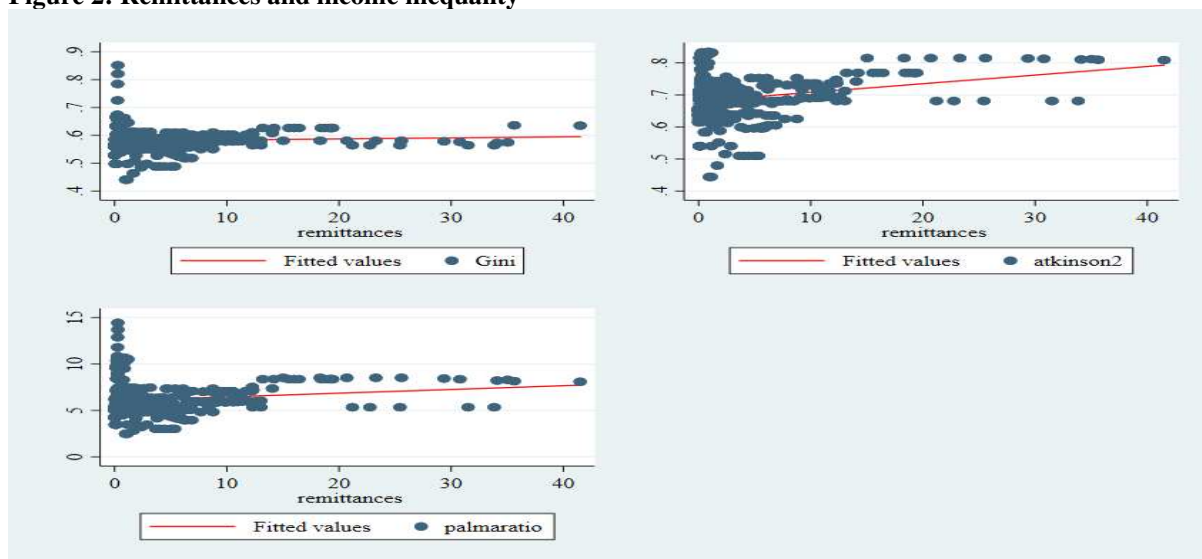 Figure 2: Remittances and income inequality
.9
.8
.7
.6
.5
.4
0 10 20 30 40
remittances
Fitted values Gini
.8
.7
.6
.5
.4
0 10 20 30 40
remittances
Fitted values atkinson2
15
10
5
0
0 10 20 30 40
remittances
Fitted values palmaratio